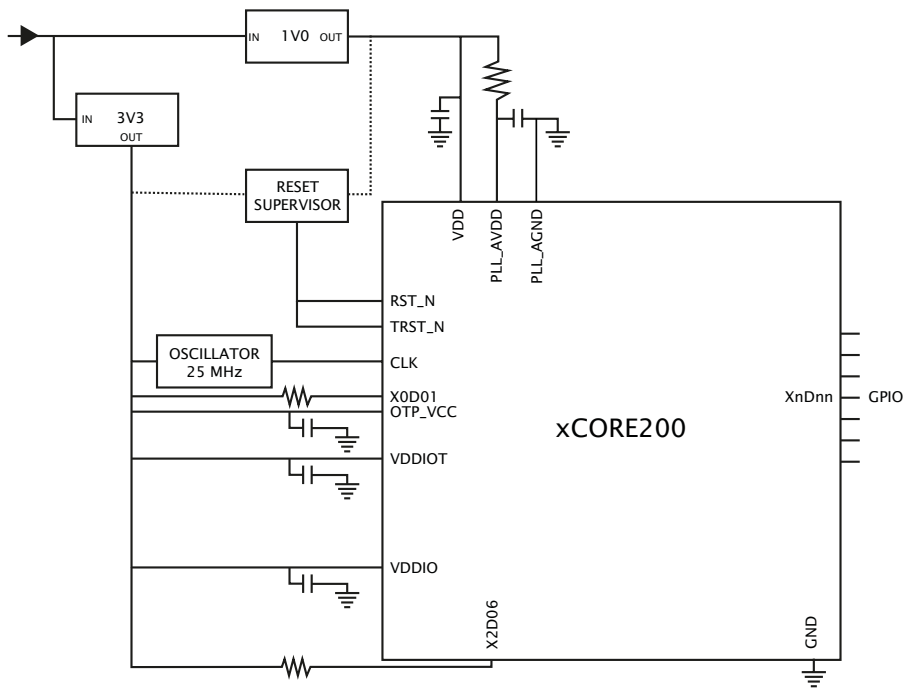 IN 1V0 OUT
IN 3V3
OUT
RESET
SUPERVISOR
VDD
PLL_AVDD
PLL_AGND
RST_N
TRST_N
OSCILLATOR
25 MHz
CLK
X0D01
OTP_VCC
XnDnn GPIO
xCORE200
VDDIOT
VDDIO
X2D06
GND